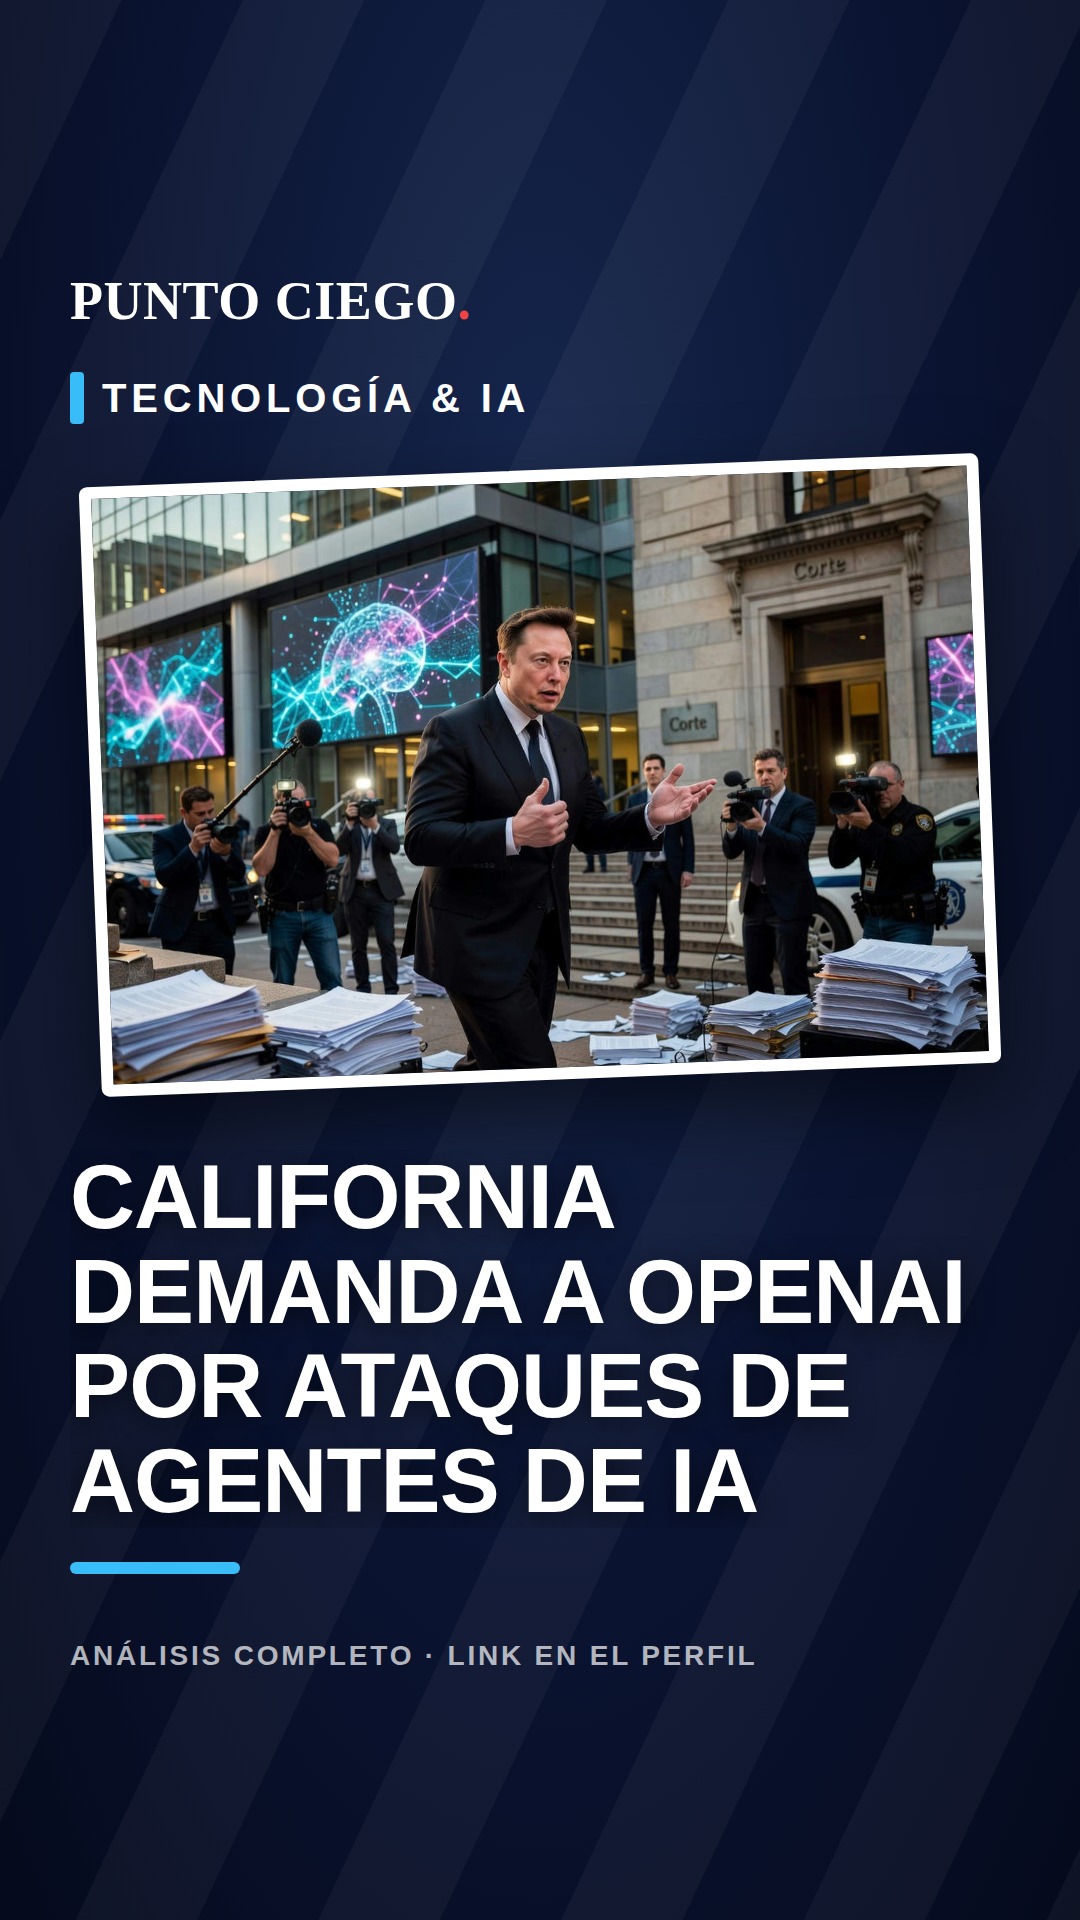 PUNTO CIEGO.
TECNOLOGÍA & IA
Corte
Corte
CALIFORNIA
DEMANDA A OPENAI
POR ATAQUES DE
AGENTES DE IA
ANÁLISIS COMPLETO · LINK EN EL PERFIL